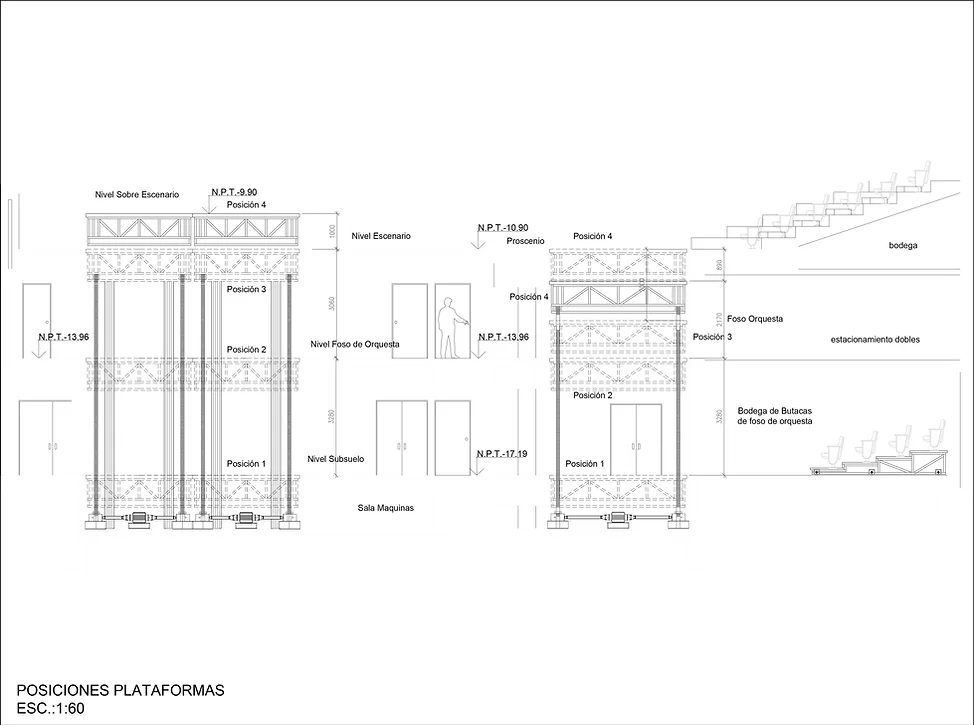 Nivel Sobre Escenario
N.P.T.-9.90
Posición 4
1000
Nivel Escenario
N.P.T.-10.90
Proscenio
Posición 4
bodega
890
Posición 3
3060
Posición 4
2170
Foso Orquesta
N.P.T.-13.96
Nivel Foso de Orquesta
N.P.T.-13.96
Posición 3
estacionamiento dobles
Posición 2
Posición 2
3280
3280
Bodega de Butacas
de foso de orquesta
N.P.T.-17.19
Posición 1
Nivel Subsuelo
Posición 1
Sala Maquinas
POSICIONES PLATAFORMAS
ESC.:1:60